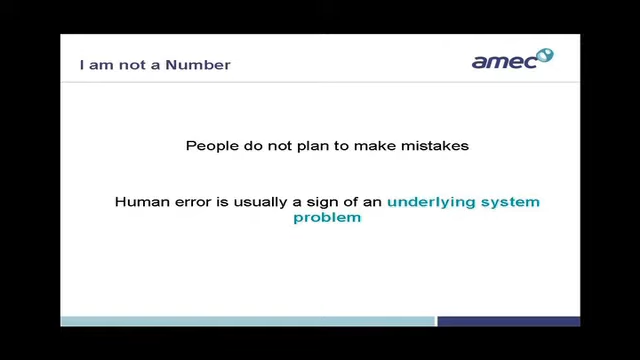 I am not a Number
amec
People do not plan to make mistakes
Human error is usually a sign of an underlying system
problem